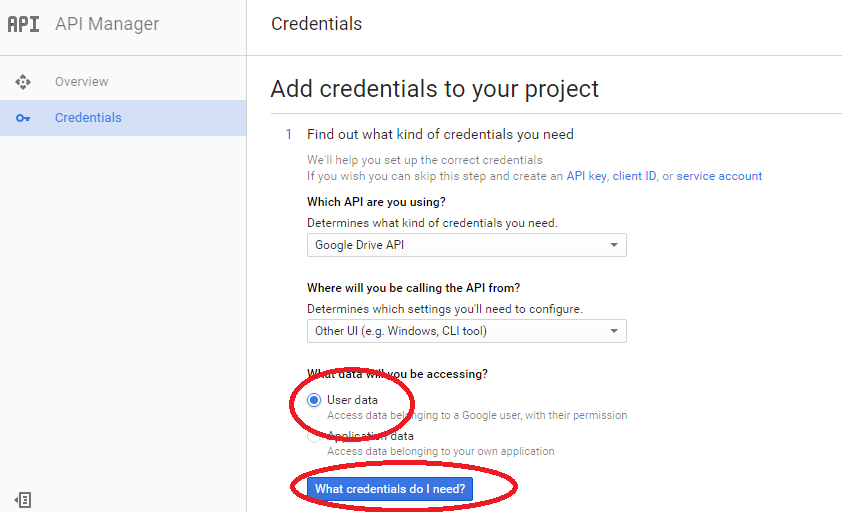 API API Manager
Credentials
Overview
Credentials
Add credentials to your project
1 Find out what kind of credentials you need
We'll help you set up the correct credentials
If you wish you can skip this step and create an API key, client ID, or service account
Which API are you using?
Determines what kind of credentials you need.
Google Drive API
Where will you be calling the API from?
Determines which settings you'll need to configure.
Other UI (e.g. Windows, CLI tool)
What data will you be accessing?
User data
Access data belonging to a Google user, with their permission
Application data
Access data belonging to your own application
What credentials do I need?